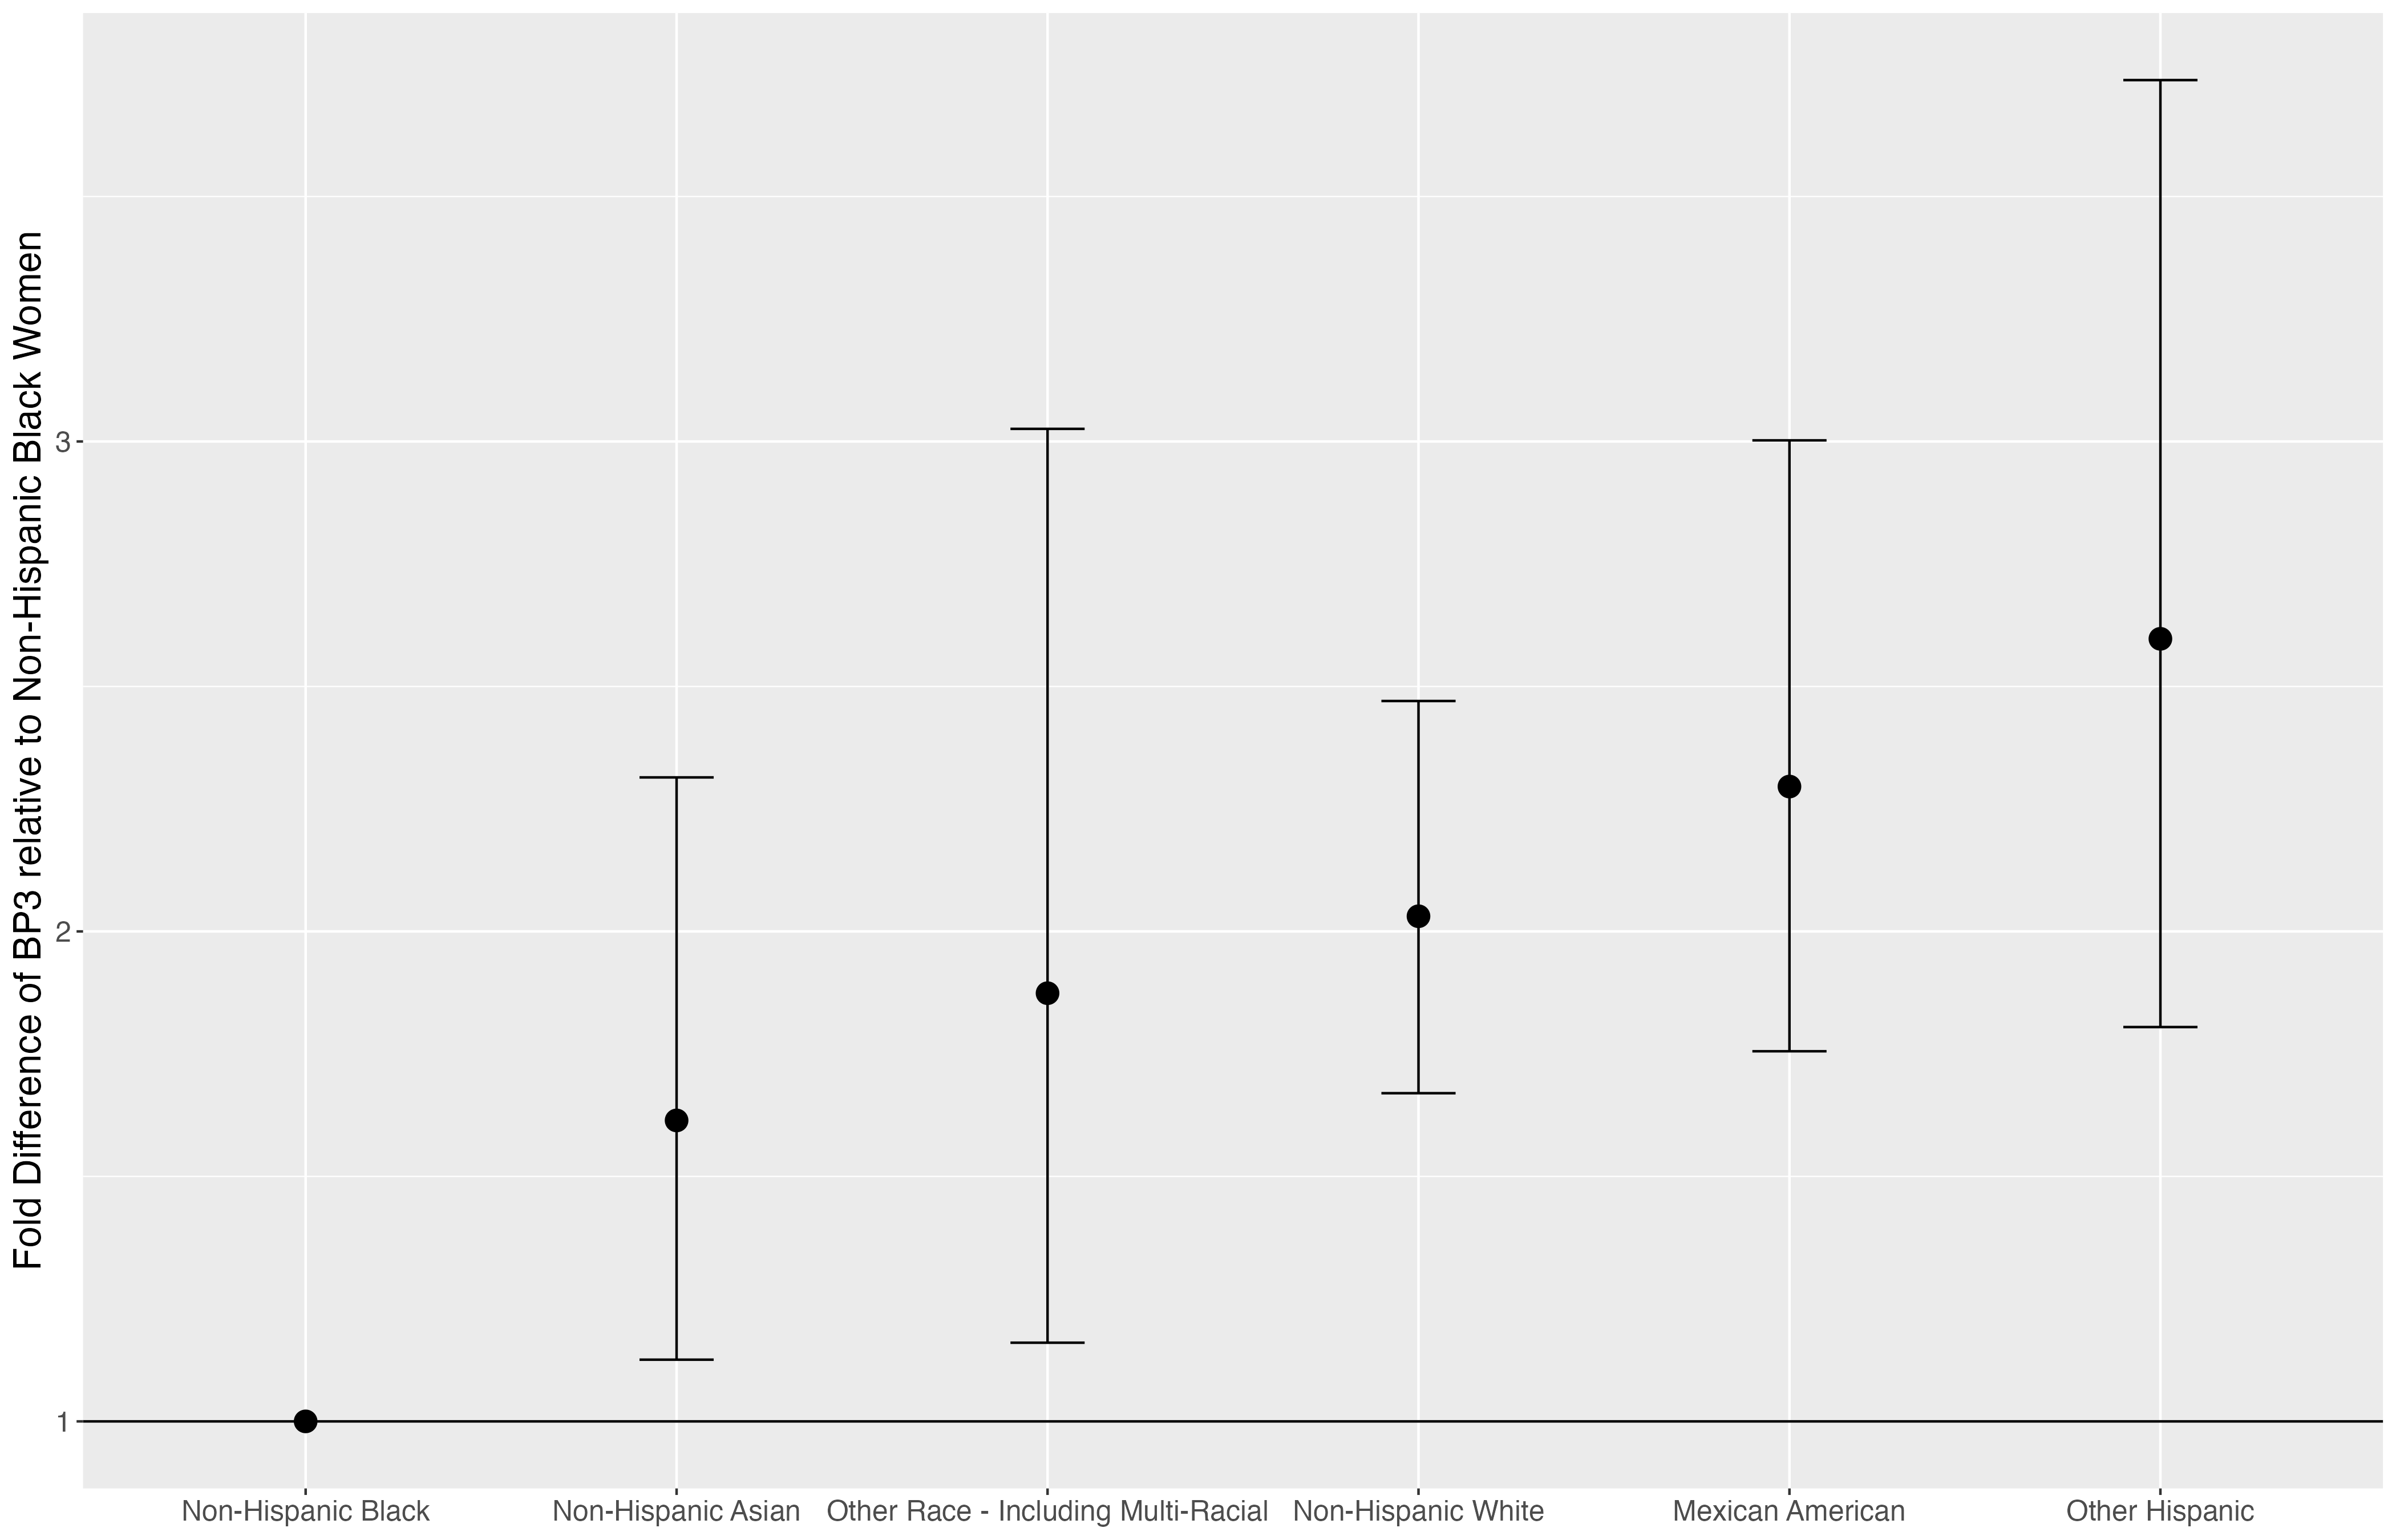 Fold Difference of BP3 relative to Non-Hispanic Black Women
3
2
1
Non-Hispanic Black
Non-Hispanic Asian
Other Race - Including Multi-Racial
Non-Hispanic White
Mexican American
Other Hispanic